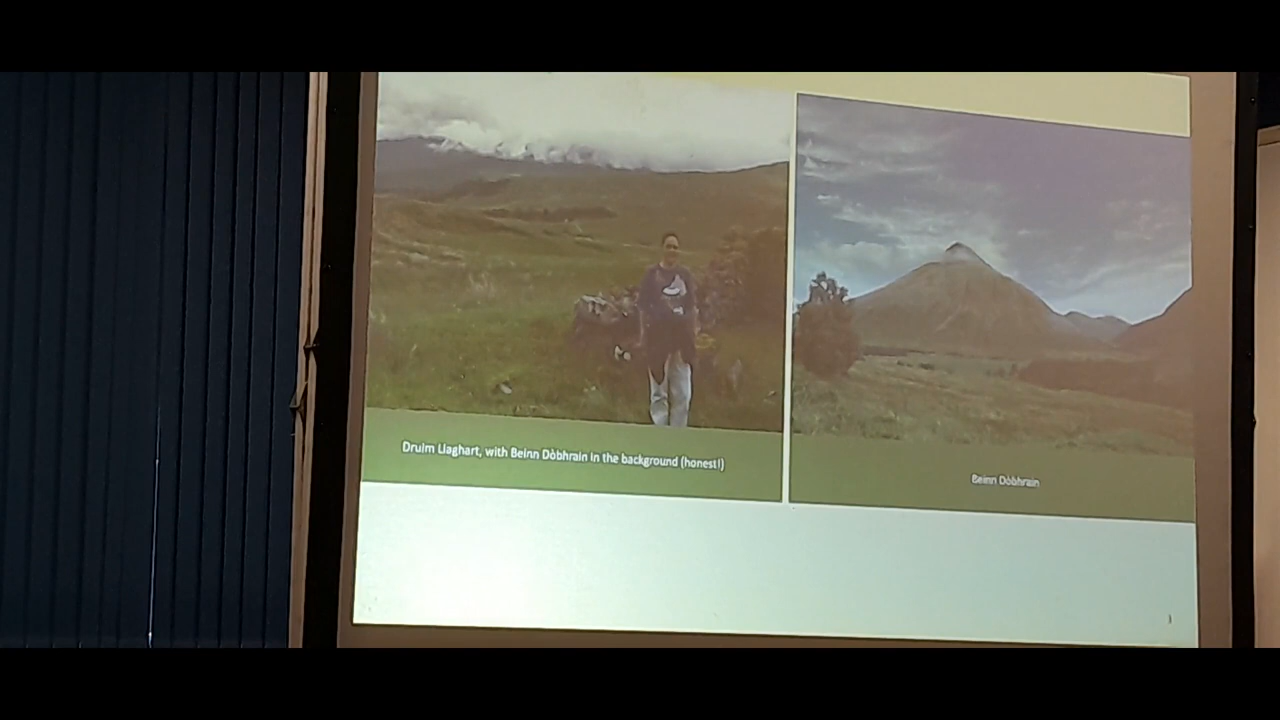 Druim Liaghart, with Beinn Dòbhrain in the background (honest!)
Beinn Dòbhrain